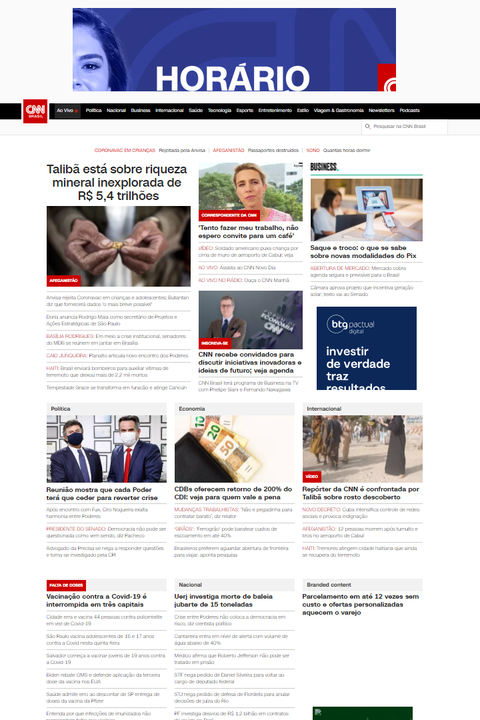 HORÁRIO
CNN
BRASIL
Ao Vivo
Política
Nacional
Business
Internacional
Saúde
Tecnologia
Esporte
Entretenimento
Estilo
Viagem & Gastronomia
Newsletters
Podcasts
Pesquisar na CNN Brasil
CORONAVAC EM CRIANÇAS Rejeitada pela Anvisa | AFEGANISTÃO Passaportes destruídos | SONO Quantas horas dormir
Talibã está sobre riqueza
mineral inexplorada de
R$ 5,4 trilhões
AFEGANISTÃO
Anvisa rejeita Coronavac em crianças e adolescentes; Butantan
diz que fornecerá dados 'o mais breve possível'
Doria anuncia Rodrigo Maia como secretário de Projetos e
Ações Estratégicas de São Paulo
BASÍLIA RODRIGUES: Em meio a crise institucional, senadores
do MDB se reúnem em jantar em Brasília
CAIO JUNQUEIRA: Planalto articula novo encontro dos Poderes
HAITI: Brasil enviará bombeiros para auxiliar vítimas de
terremoto que deixou mais de 2,2 mil mortos
Tempestade Grace se transforma em furacão e atinge Cancún
CORRESPONDENTE DA CNN
'Tento fazer meu trabalho, não
espero convite para um café'
VÍDEO: Soldado americano puxa criança por
cima de muro de aeroporto de Cabul; veja
AO VIVO: Assista ao CNN Novo Dia
AO VIVO NO RÁDIO: Ouça o CNN Manhã
INSCREVA-SE
CNN recebe convidados para
discutir iniciativas inovadoras e
ideias de futuro; veja agenda
CNN Brasil terá programa de Business na TV
com Phelipe Siani e Fernando Nakagawa
BUSINESS.
Saque e troco: o que se sabe
sobre novas modalidades do Pix
ABERTURA DE MERCADO: Mercado cobra
agenda segura e previsível para o Brasil
Câmara aprova projeto que incentiva geração
solar; texto vai ao Senado
btg pactual
digital
investir
de verdade
traz
resultados
Política
Reunião mostra que cada Poder
terá que ceder para reverter crise
Após encontro com Fux, Ciro Nogueira exalta
harmonia entre Poderes
PRESIDENTE DO SENADO: Democracia não pode ser
questionada como vem sendo, diz Pacheco
Advogado da Precisa se nega a responder questões
e torna-se investigado pela CPI
Economia
CDBs oferecem retorno de 200% do
CDI: veja para quem vale a pena
MUDANÇAS TRABALHISTAS: 'Não é pegadinha para
contratar barato', diz relator
"GIRAFÃO": 'Ferrogrão' pode baratear custos de
escoamento em até 40%
Brasileiros preferem aguardar abertura de fronteira
para viajar, aponta pesquisa
Internacional
VÍDEO
Repórter da CNN é confrontada por
Talibã sobre rosto descoberto
NOVO DECRETO: Cuba intensifica controle de redes
sociais e provoca indignação
AFEGANISTÃO: 12 pessoas morrem após tumulto e
tiros no aeroporto de Cabul
HAITI: Tremores atingem cidade haitiana que ainda
se recupera do terremoto
FALTA DE DOSES
Vacinação contra a Covid-19 é
interrompida em três capitais
Cidade erra e vacina 44 pessoas contra pólioomite
em vez de Covid-19
São Paulo vacina adolescentes de 16 e 17 anos
contra a Covid nesta quinta-feira
Salvador começa a vacinar jovens de 19 anos contra
a Covid-19
Biden rebate OMS e defende aplicação da terceira
dose da vacina nos EUA
Saúde admite erro ao descontar de SP entrega de
doses da vacina da Pfizer
Entenda por que infecções de imunizados não
Nacional
Uerj investiga morte de baleia
jubarte de 15 toneladas
Crise entre Poderes não coloca a democracia em
risco, diz cientista político
Cantareira entra em nível de alerta com volume de
água abaixo de 40%
Médico afirma que Roberto Jefferson não pode ser
tratado em prisão
STF nega pedido de Daniel Silveira para voltar ao
cargo de deputado federal
STJ nega pedido de defesa de Flordelis para anular
decisões de juíza do Rio
PF investiga desvios de R$ 1,2 bilhão em contratos
Branded content
Parcelamento em até 12 vezes sem
custo e ofertas personalizadas
aquecem o varejo